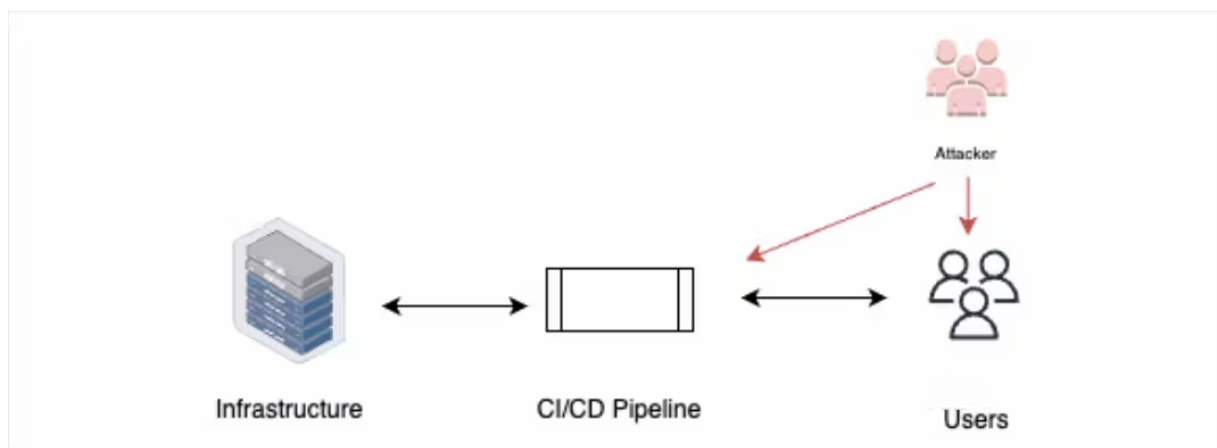 Attacker
Infrastructure
CI/CD Pipeline
Users